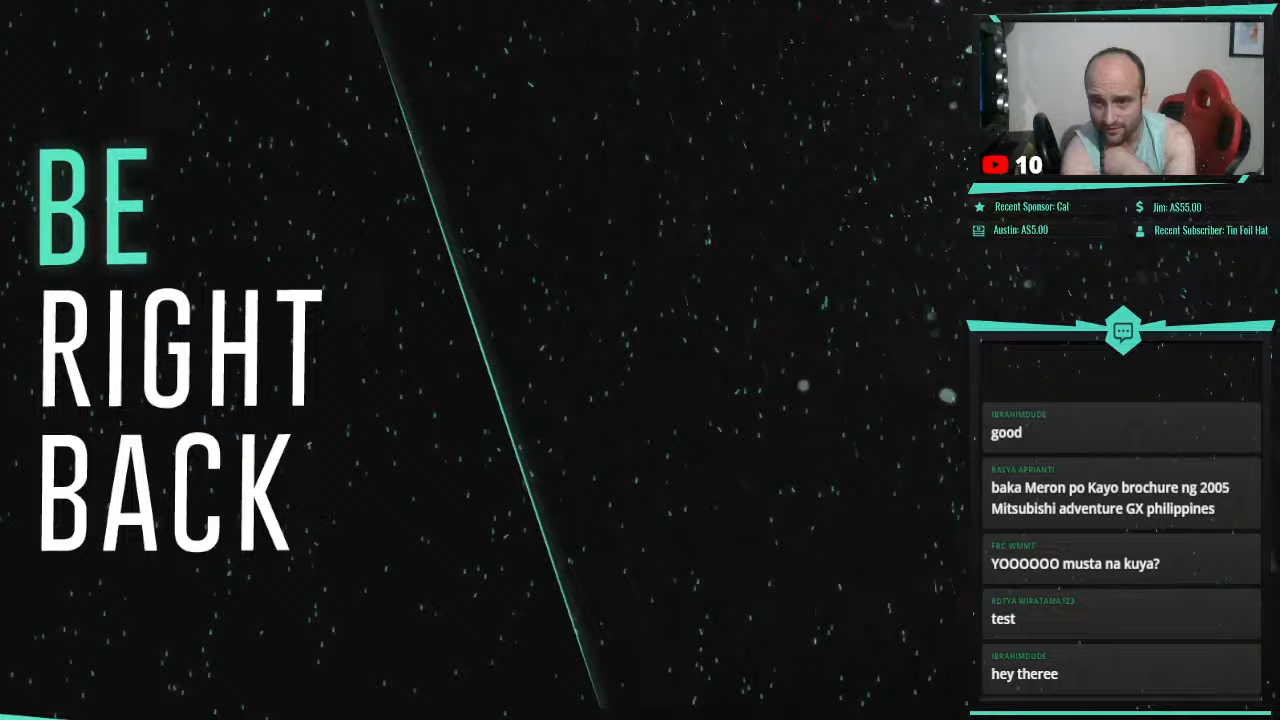 BE
RIGHT
BACK
10
Recent Sponsor: Cal
Jim: A$55.00
Austin: A$5.00
Recent Subscriber: Tin Foil Hat
IBRAHIMDUDE
good
RASYA APRIANTI
baka Meron po Kayo brochure ng 2005
Mitsubishi adventure GX philippines
FRC WMMT
YOOOOOO musta na kuya?
RDTYA WIRATAMA123
test
IBRAHIMDUDE
hey theree